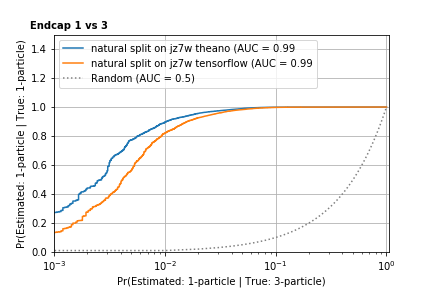 Endcap 1 vs 3
natural split on jz7w theano (AUC = 0.99
natural split on jz7w tensorflow (AUC = 0.99
Random (AUC = 0.5)
Pr(Estimated: 1-particle | True: 1-particle)
1.4
1.2
1.0
0.8
0.6
0.4
0.2
0.0
10⁻³ 10⁻² 10⁻¹ 10⁰
Pr(Estimated: 1-particle | True: 3-particle)